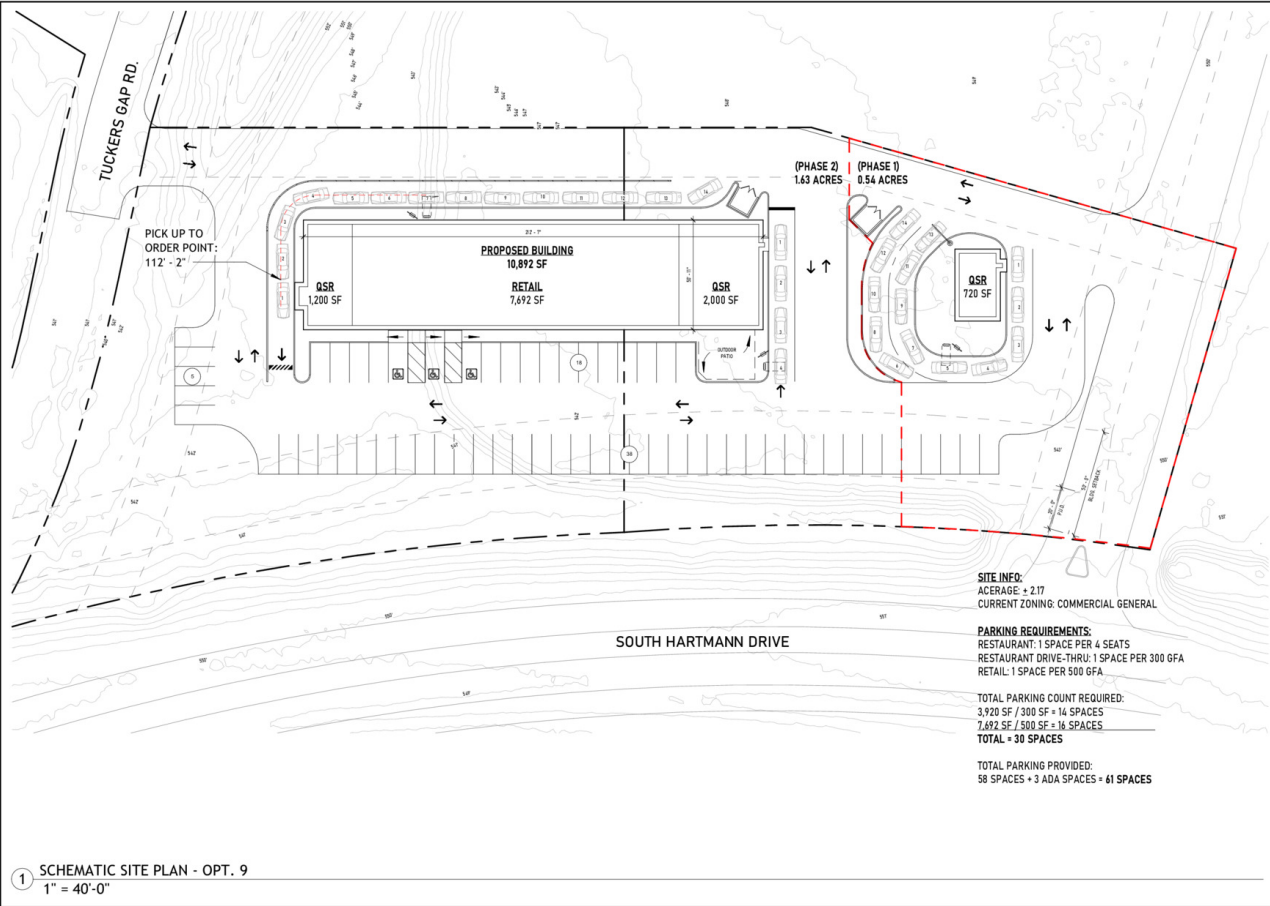 TUCKERS GAP RD.
(PHASE 2)
1.63 ACRES
(PHASE 1)
0.54 ACRES
PICK UP TO
ORDER POINT:
112' - 2"
PROPOSED BUILDING
10,892 SF
QSR
1,200 SF
RETAIL
7,692 SF
QSR
2,000 SF
QSR
720 SF
OUTDOOR
PATIO
18
38
BLDG SETBACK
SOUTH HARTMANN DRIVE
SITE INFO:
ACERAGE: ± 2.17
CURRENT ZONING: COMMERCIAL GENERAL
PARKING REQUIREMENTS:
RESTAURANT: 1 SPACE PER 4 SEATS
RESTAURANT DRIVE-THRU: 1 SPACE PER 300 GFA
RETAIL: 1 SPACE PER 500 GFA
TOTAL PARKING COUNT REQUIRED:
3,920 SF / 300 SF = 14 SPACES
7,692 SF / 500 SF = 16 SPACES
TOTAL = 30 SPACES
TOTAL PARKING PROVIDED:
58 SPACES + 3 ADA SPACES = 61 SPACES
1
SCHEMATIC SITE PLAN - OPT. 9
1" = 40'-0"